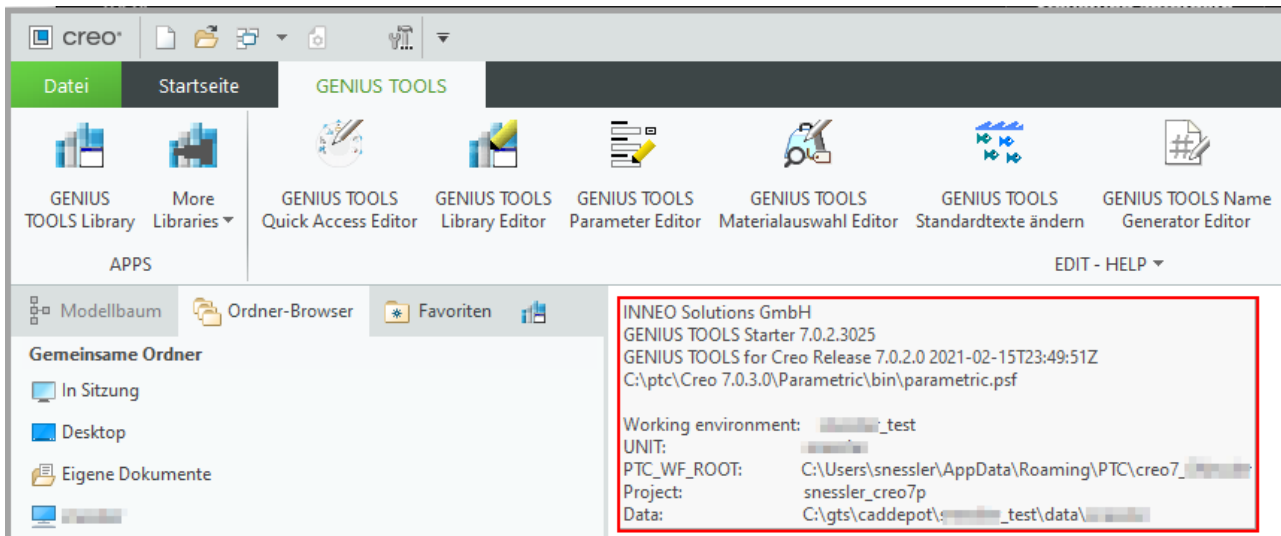 creo
Datei Startseite GENIUS TOOLS
GENIUS
TOOLS Library
More
Libraries
GENIUS TOOLS
Quick Access Editor
GENIUS TOOLS
Library Editor
GENIUS TOOLS
Parameter Editor
GENIUS TOOLS
Materialauswahl Editor
GENIUS TOOLS
Standardtexte ändern
GENIUS TOOLS Name
Generator Editor
APPS
EDIT - HELP
Modellbaum Ordner-Browser Favoriten
Gemeinsame Ordner
In Sitzung
Desktop
Eigene Dokumente
INNEO Solutions GmbH
GENIUS TOOLS Starter 7.0.2.3025
GENIUS TOOLS for Creo Release 7.0.2.0 2021-02-15T23:49:51Z
C:\ptc\Creo 7.0.3.0\Parametric\bin\parametric.psf
Working environment: _test
UNIT:
PTC_WF_ROOT: C:\Users\snessler\AppData\Roaming\PTC\creo7_
Project: snessler_creo7p
Data: C:\gts\caddepot\ _test\data\